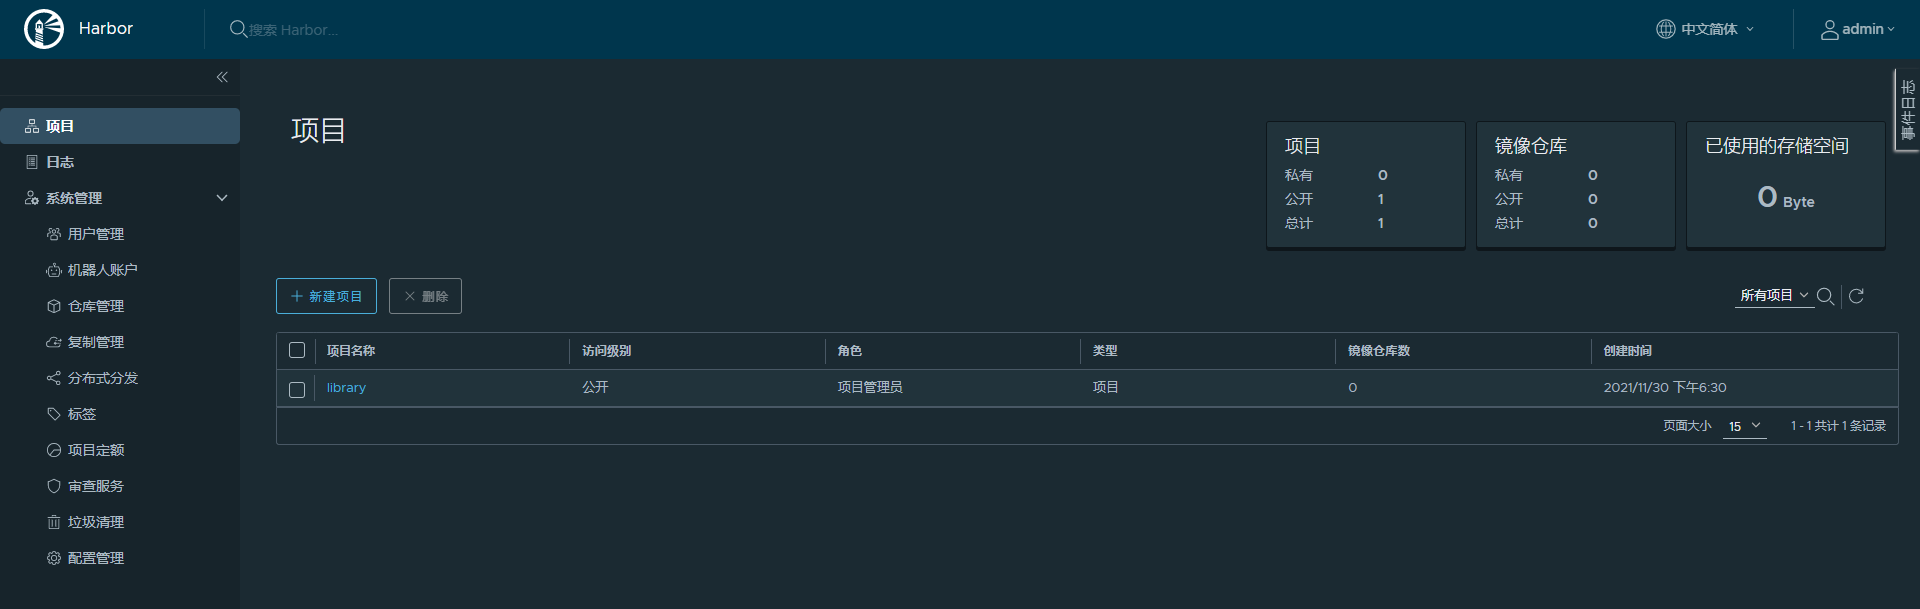 Harbor
搜索 Harbor...
中文简体
admin
事件日志
项目
日志
系统管理
用户管理
机器人账户
仓库管理
复制管理
分布式分发
标签
项目定额
审查服务
垃圾清理
配置管理
项目
项目
私有 0
公开 1
总计 1
镜像仓库
私有 0
公开 0
总计 0
已使用的存储空间
0 Byte
新建项目
删除
所有项目
项目名称 访问级别 角色 类型 镜像仓库数 创建时间
library 公开 项目管理员 项目 0 2021/11/30 下午6:30
页面大小 15 1 - 1 共计 1 条记录